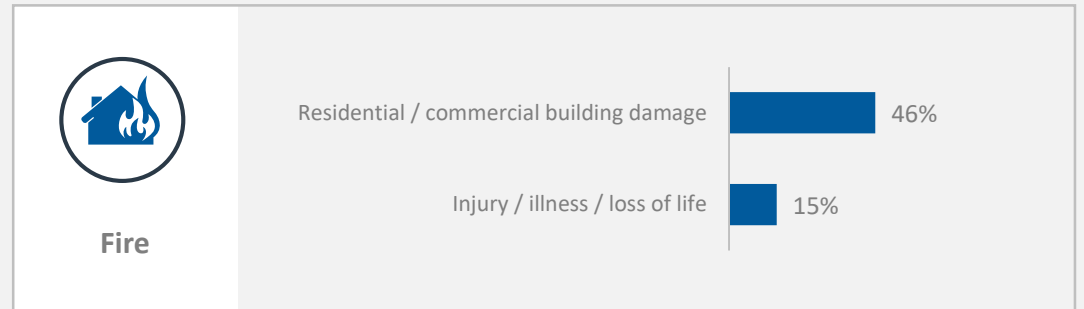 Fire
Residential / commercial building damage
46%
Injury / illness / loss of life
15%